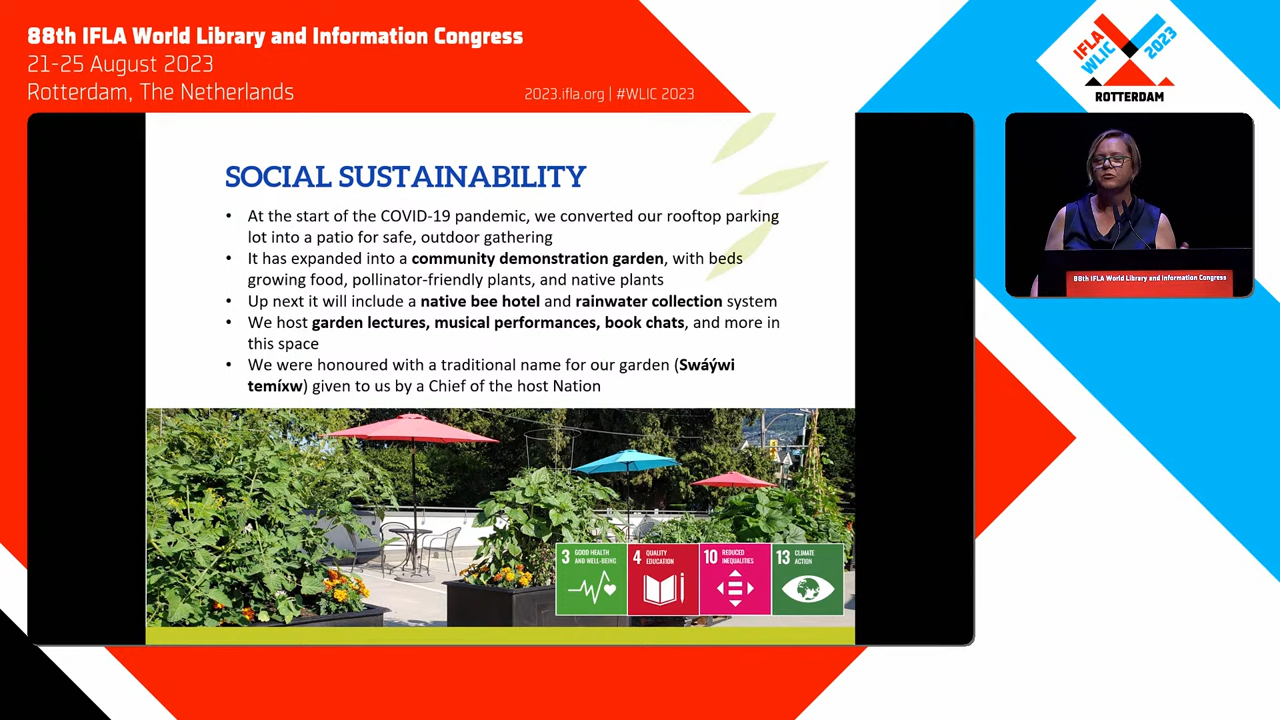 88th IFLA World Library and Information Congress
21-25 August 2023
Rotterdam, The Netherlands
2023.ifla.org | #WLIC 2023
IFLA
WLIC
2023
ROTTERDAM
SOCIAL SUSTAINABILITY
• At the start of the COVID-19 pandemic, we converted our rooftop parking
lot into a patio for safe, outdoor gathering
• It has expanded into a community demonstration garden, with beds
growing food, pollinator-friendly plants, and native plants
• Up next it will include a native bee hotel and rainwater collection system
• We host garden lectures, musical performances, book chats, and more in
this space
• We were honoured with a traditional name for our garden (Swáýwi
temíxw) given to us by a Chief of the host Nation
3 GOOD HEALTH
AND WELL-BEING
4 QUALITY
EDUCATION
10 REDUCED
INEQUALITIES
13 CLIMATE
ACTION
88th IFLA World Library and Information Congress